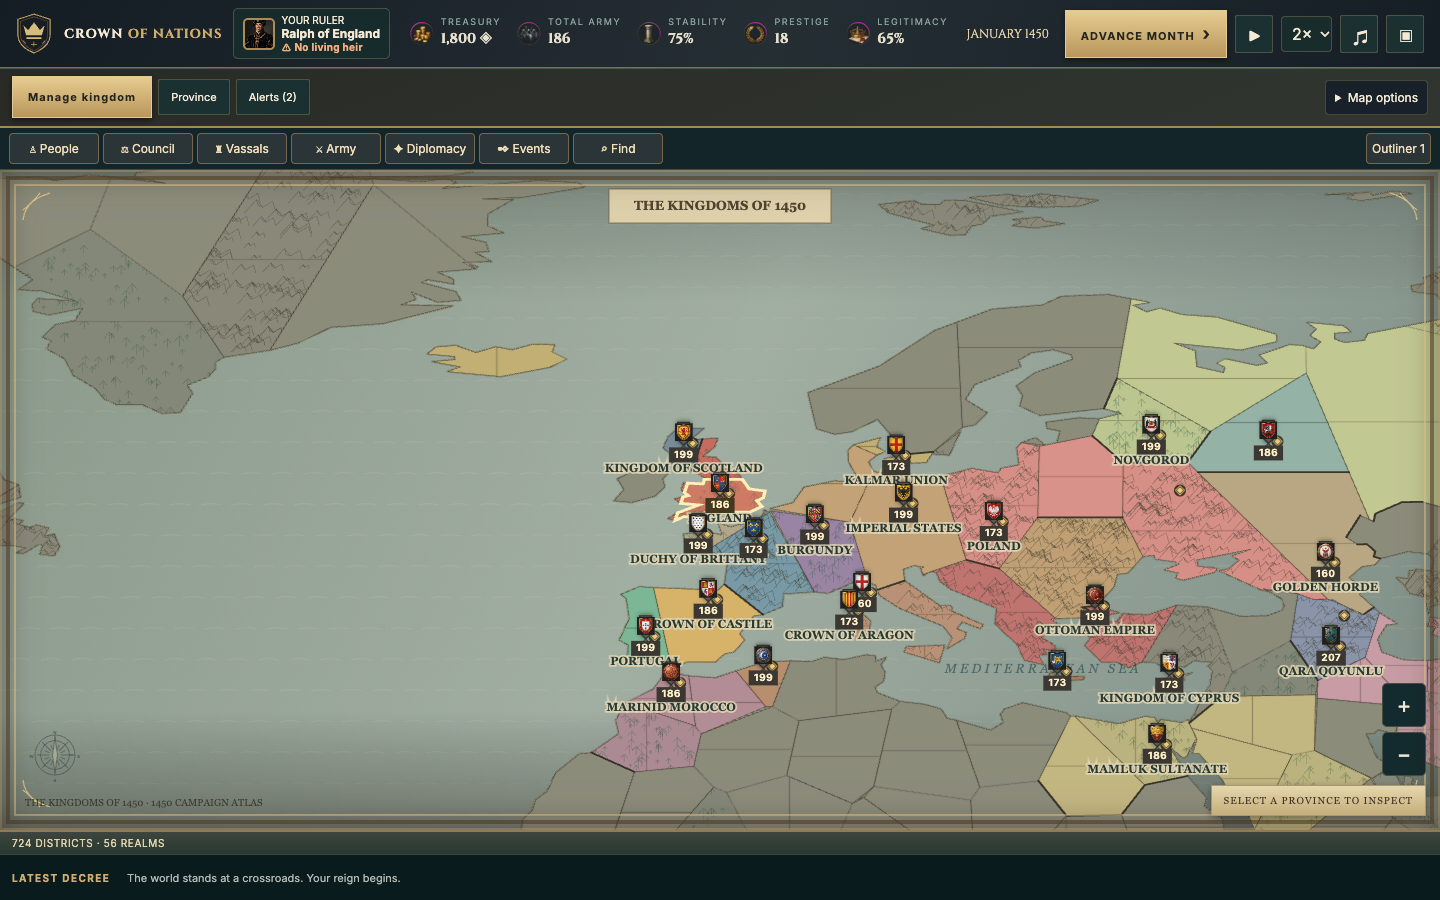 CROWN OF NATIONS
YOUR RULER
Ralph of England
⚠ No living heir
TREASURY
1,800
TOTAL ARMY
186
STABILITY
75%
PRESTIGE
18
LEGITIMACY
65%
JANUARY 1450
ADVANCE MONTH
2×
Manage kingdom
Province
Alerts (2)
Map options
People
Council
Vassals
Army
Diplomacy
Events
Find
Outliner 1
THE KINGDOMS OF 1450
199
KINGDOM OF SCOTLAND
173
KALMAR UNION
199
NOVGOROD
186
186
GLAND
199
IMPERIAL STATES
173
POLAND
199
DUCHY OF BRITTANY
173
199
BURGUNDY
160
GOLDEN HORDE
186
ROWN OF CASTILE
60
173
CROWN OF ARAGON
199
OTTOMAN EMPIRE
199
PORTUGAL
207
QARA QOYUNLU
186
MARINID MOROCCO
199
MEDITERRANEAN SEA
173
173
KINGDOM OF CYPRUS
186
MAMLUK SULTANATE
+
−
THE KINGDOMS OF 1450 · 1450 CAMPAIGN ATLAS
SELECT A PROVINCE TO INSPECT
724 DISTRICTS · 56 REALMS
LATEST DECREE
The world stands at a crossroads. Your reign begins.